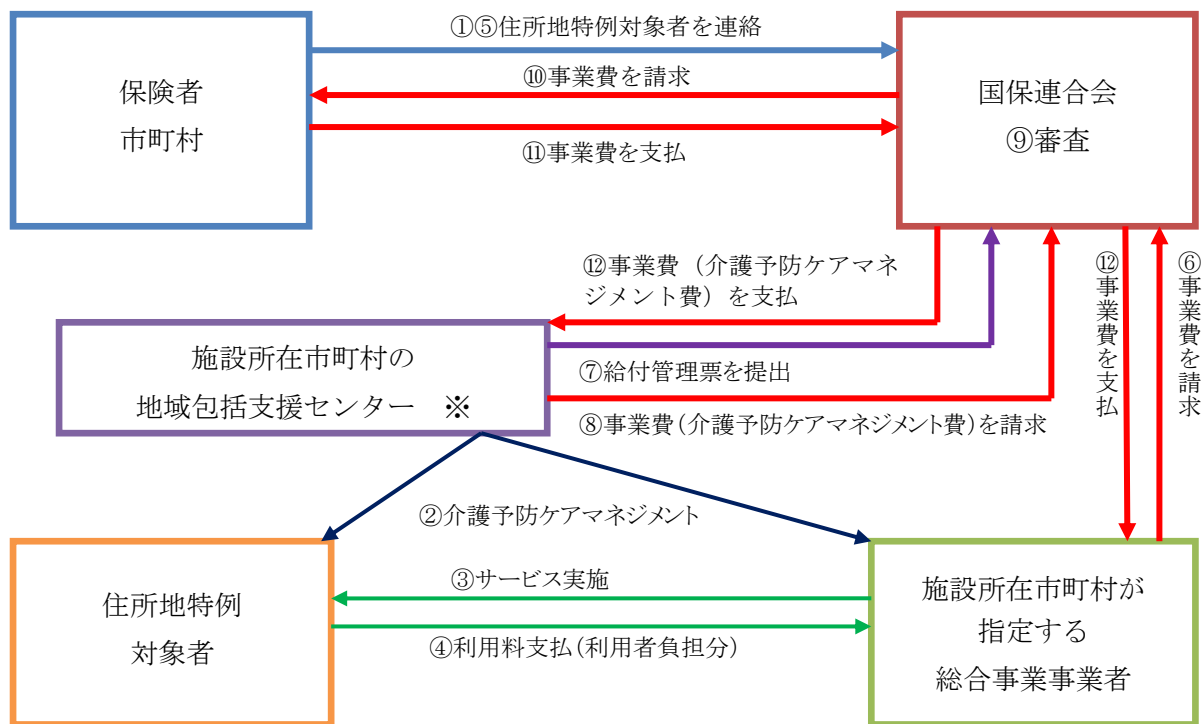 ①⑤住所地特例対象者を連絡
⑩事業費を請求
⑪事業費を支払
保険者
市町村
国保連合会
⑨審査
⑫事業費（介護予防ケアマネ
ジメント費）を支払
⑫事業費を支払
⑥事業費を請求
施設所在市町村の
地域包括支援センター　※
⑦給付管理票を提出
⑧事業費(介護予防ケアマネジメント費)を請求
②介護予防ケアマネジメント
③サービス実施
④利用料支払(利用者負担分)
住所地特例
対象者
施設所在市町村が
指定する
総合事業事業者